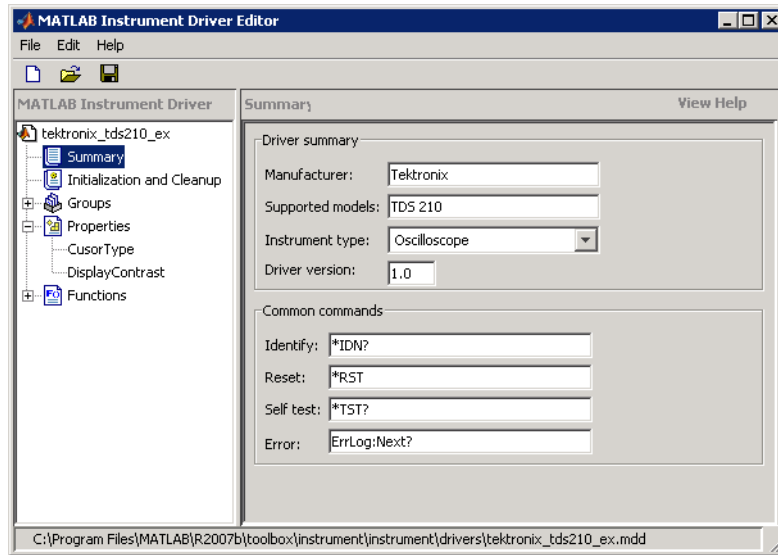 MATLAB Instrument Driver Editor
File Edit Help
MATLAB Instrument Driver
Summary
View Help
tektronix_tds210_ex
Summary
Initialization and Cleanup
Groups
Properties
CusorType
DisplayContrast
Functions
Driver summary
Manufacturer: Tektronix
Supported models: TDS 210
Instrument type: Oscilloscope
Driver version: 1.0
Common commands
Identify: *IDN?
Reset: *RST
Self test: *TST?
Error: ErrLog:Next?
C:\Program Files\MATLAB\R2007b\toolbox\instrument\instrument\drivers\tektronix_tds210_ex.mdd